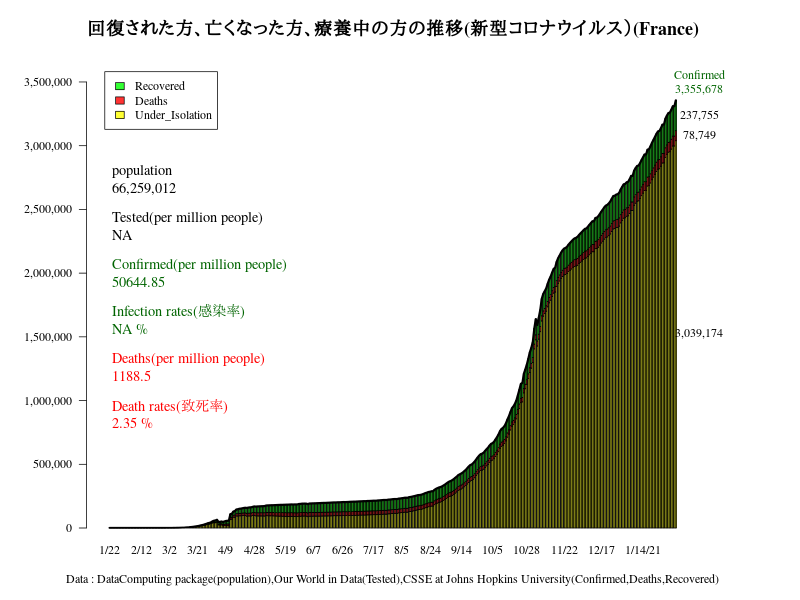 回復された方、亡くなった方、療養中の方の推移(新型コロナウイルス）(France)
Confirmed
3,355,678
237,755
78,749
3,039,174
3,500,000
3,000,000
2,500,000
2,000,000
1,500,000
1,000,000
500,000
0
Recovered
Deaths
Under_Isolation
population
66,259,012
Tested(per million people)
NA
Confirmed(per million people)
50644.85
Infection rates(感染率)
NA %
Deaths(per million people)
1188.5
Death rates(致死率)
2.35 %
1/22 2/12 3/2 3/21 4/9 4/28 5/19 6/7 6/26 7/17 8/5 8/24 9/14 10/5 10/28 11/22 12/17 1/14/21
Data : DataComputing package(population),Our World in Data(Tested),CSSE at Johns Hopkins University(Confirmed,Deaths,Recovered)